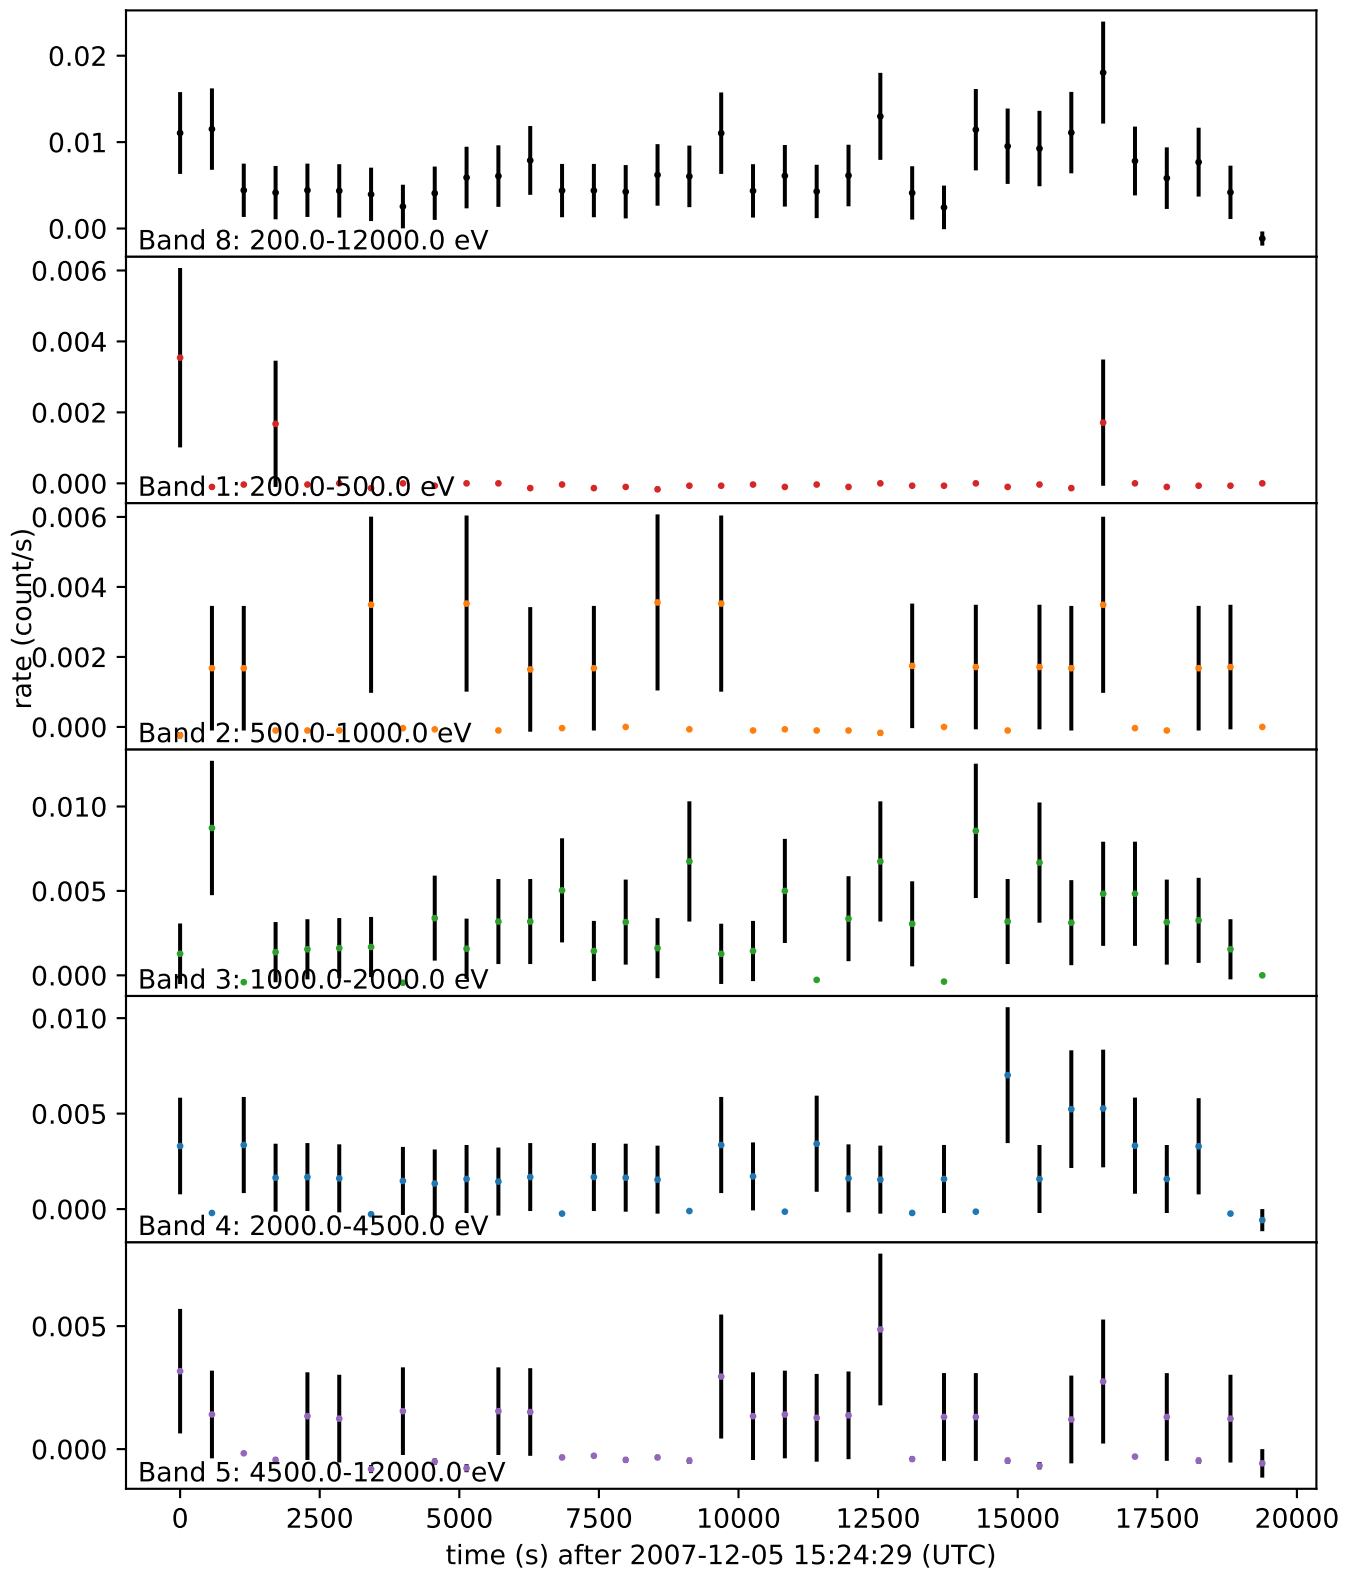 0.02
0.01
0.00
Band 8: 200.0-12000.0 eV
0.006
0.004
0.002
0.000
Band 1: 200.0-500.0 eV
0.006
0.004
0.002
0.000
Band 2: 500.0-1000.0 eV
rate (count/s)
0.010
0.005
0.000
Band 3: 1000.0-2000.0 eV
0.010
0.005
0.000
Band 4: 2000.0-4500.0 eV
0.005
0.000
Band 5: 4500.0-12000.0 eV
0 2500 5000 7500 10000 12500 15000 17500 20000
time (s) after 2007-12-05 15:24:29 (UTC)